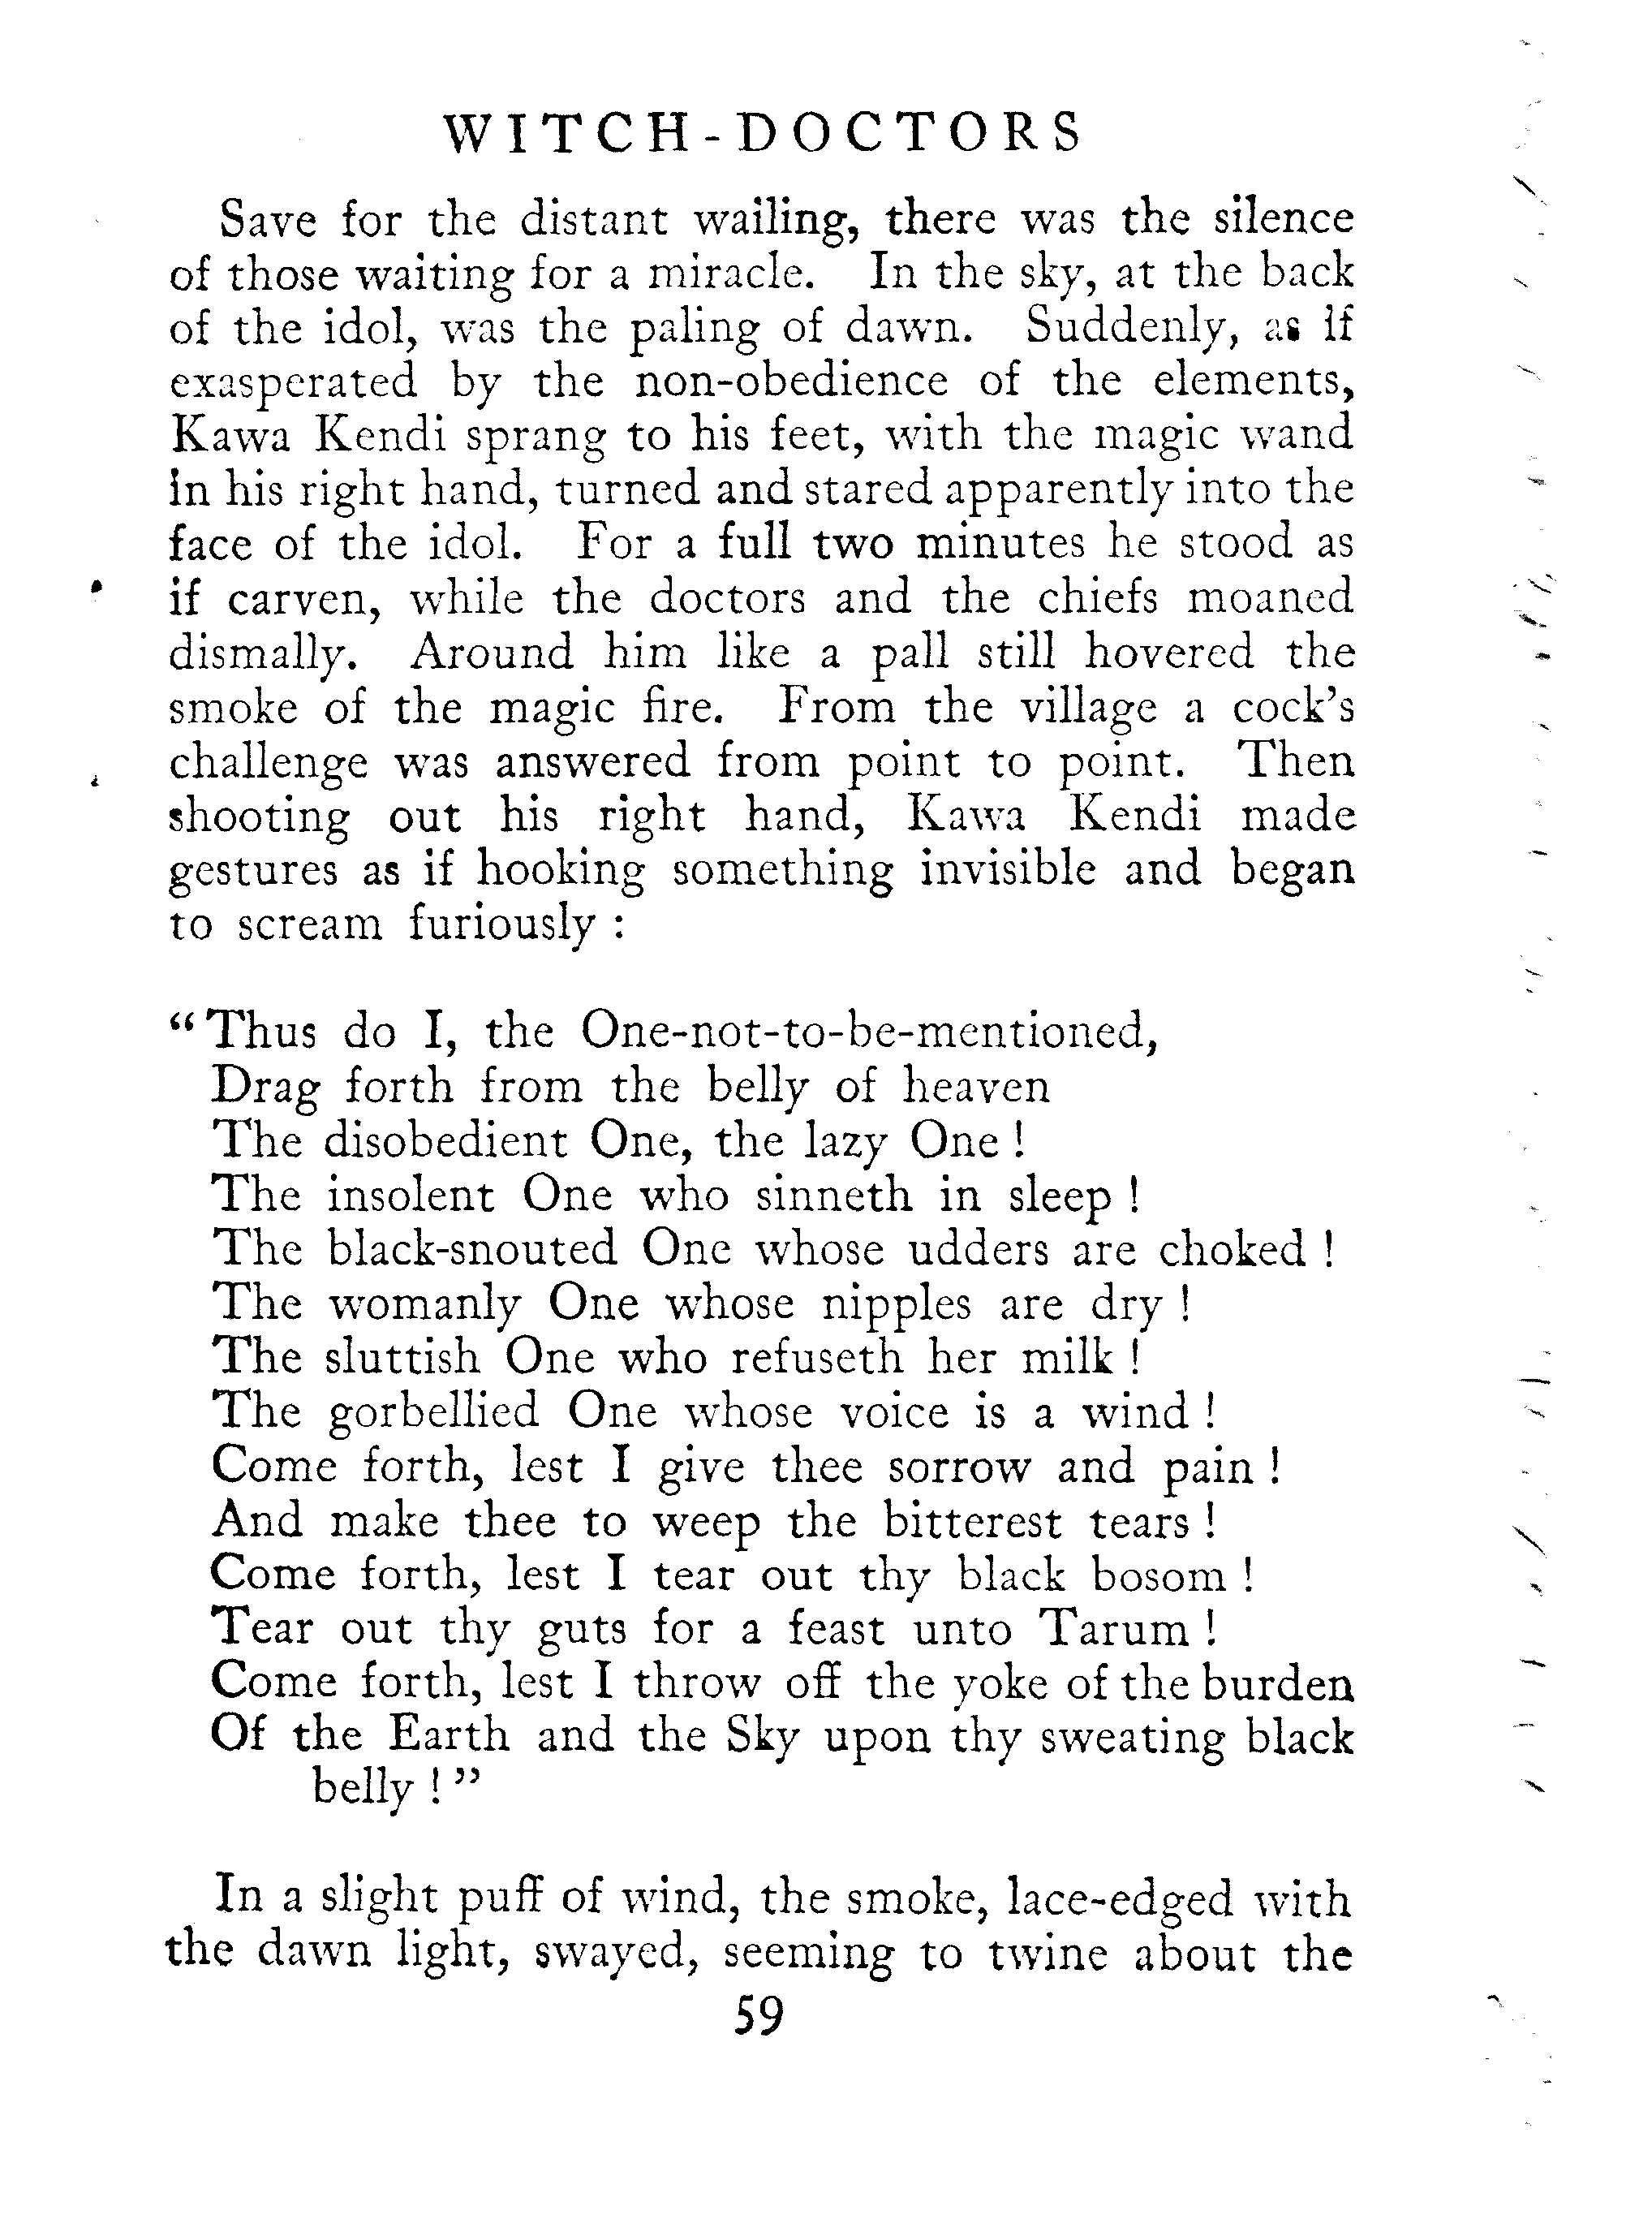 WITCH-DOCTORS
Save for the distant wailing, there was the silence
of those waiting for a miracle. In the sky, at the back
of the idol, was the paling of dawn. Suddenly, as if
exasperated by the non-obedience of the elements,
Kawa Kendi sprang to his feet, with the magic wand
in his right hand, turned and stared apparently into the
face of the idol. For a full two minutes he stood as
if carven, while the doctors and the chiefs moaned
dismally. Around him like a pall still hovered the
smoke of the magic fire. From the village a cock's
challenge was answered from point to point. Then
shooting out his right hand, Kawa Kendi made
gestures as if hooking something invisible and began
to scream furiously :
“Thus do I, the One-not-to-be-mentioned,
Drag forth from the belly of heaven
The disobedient One, the lazy One !
The insolent One who sinneth in sleep !
The black-snouted One whose udders are choked !
The womanly One whose nipples are dry !
The sluttish One who refuseth her milk !
The gorbellied One whose voice is a wind !
Come forth, lest I give thee sorrow and pain !
And make thee to weep the bitterest tears !
Come forth, lest I tear out thy black bosom !
Tear out thy guts for a feast unto Tarum !
Come forth, lest I throw off the yoke of the burden
Of the Earth and the Sky upon thy sweating black
belly !”
In a slight puff of wind, the smoke, lace-edged with
the dawn light, swayed, seeming to twine about the
59